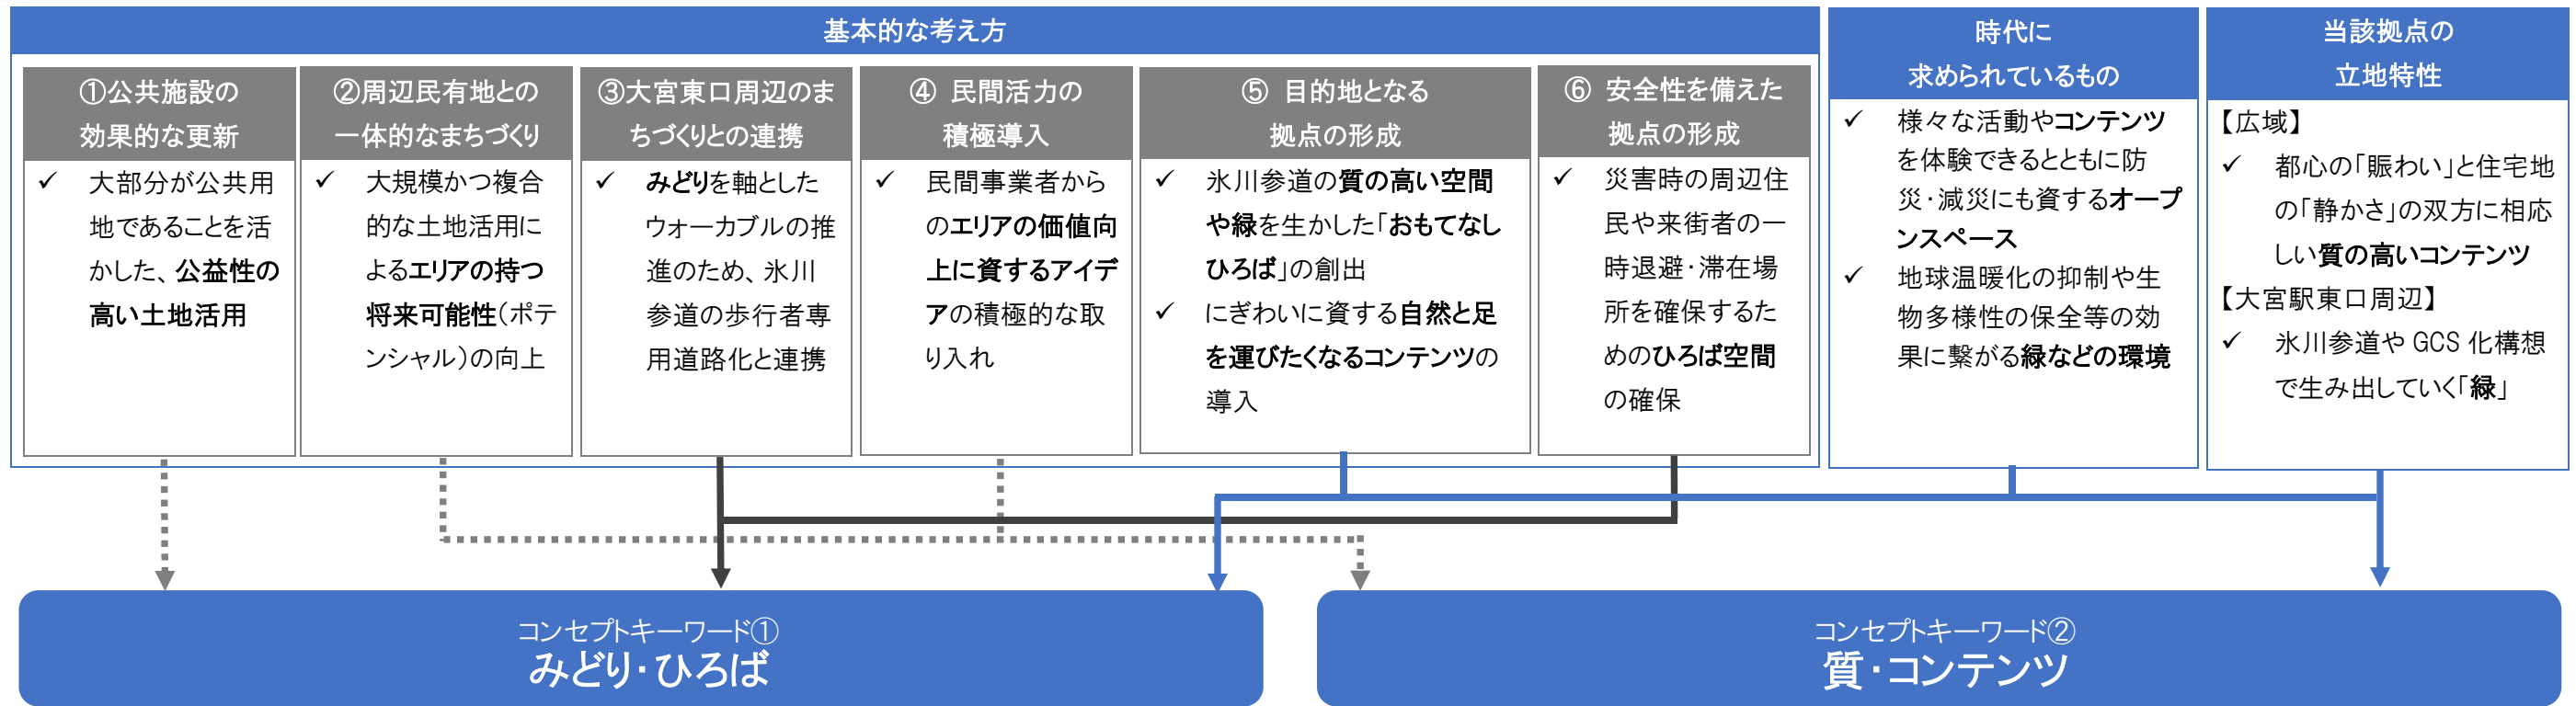 基本的な考え方
①公共施設の
効果的な更新
✓ 大部分が公共用
地であることを活
かした、公益性の
高い土地活用
②周辺民有地との
一体的なまちづくり
✓ 大規模かつ複合
的な土地活用に
よるエリアの持つ
将来可能性（ポテ
ンシャル）の向上
③大宮東口周辺のま
ちづくりとの連携
✓ みどりを軸とした
ウォーカブルの推
進のため、氷川
参道の歩行者専
用道路化と連携
④ 民間活力の
積極導入
✓ 民間事業者から
のエリアの価値向
上に資するアイデ
アの積極的な取
り入れ
⑤ 目的地となる
拠点の形成
✓ 氷川参道の質の高い空間
や緑を生かした「おもてなし
ひろば」の創出
✓ にぎわいに資する自然と足
を運びたくなるコンテンツの
導入
⑥ 安全性を備えた
拠点の形成
✓ 災害時の周辺住
民や来街者の一
時退避・滞在場
所を確保するた
めのひろば空間
の確保
時代に
求められているもの
✓ 様々な活動やコンテンツ
を体験できるとともに防
災・減災にも資するオープ
ンスペース
✓ 地球温暖化の抑制や生
物多様性の保全等の効
果に繋がる緑などの環境
当該拠点の
立地特性
【広域】
✓ 都心の「賑わい」と住宅地
の「静かさ」の双方に相応
しい質の高いコンテンツ
【大宮駅東口周辺】
✓ 氷川参道や GCS 化構想
で生み出していく「緑」
コンセプトキーワード①
みどり・ひろば
コンセプトキーワード②
質・コンテンツ